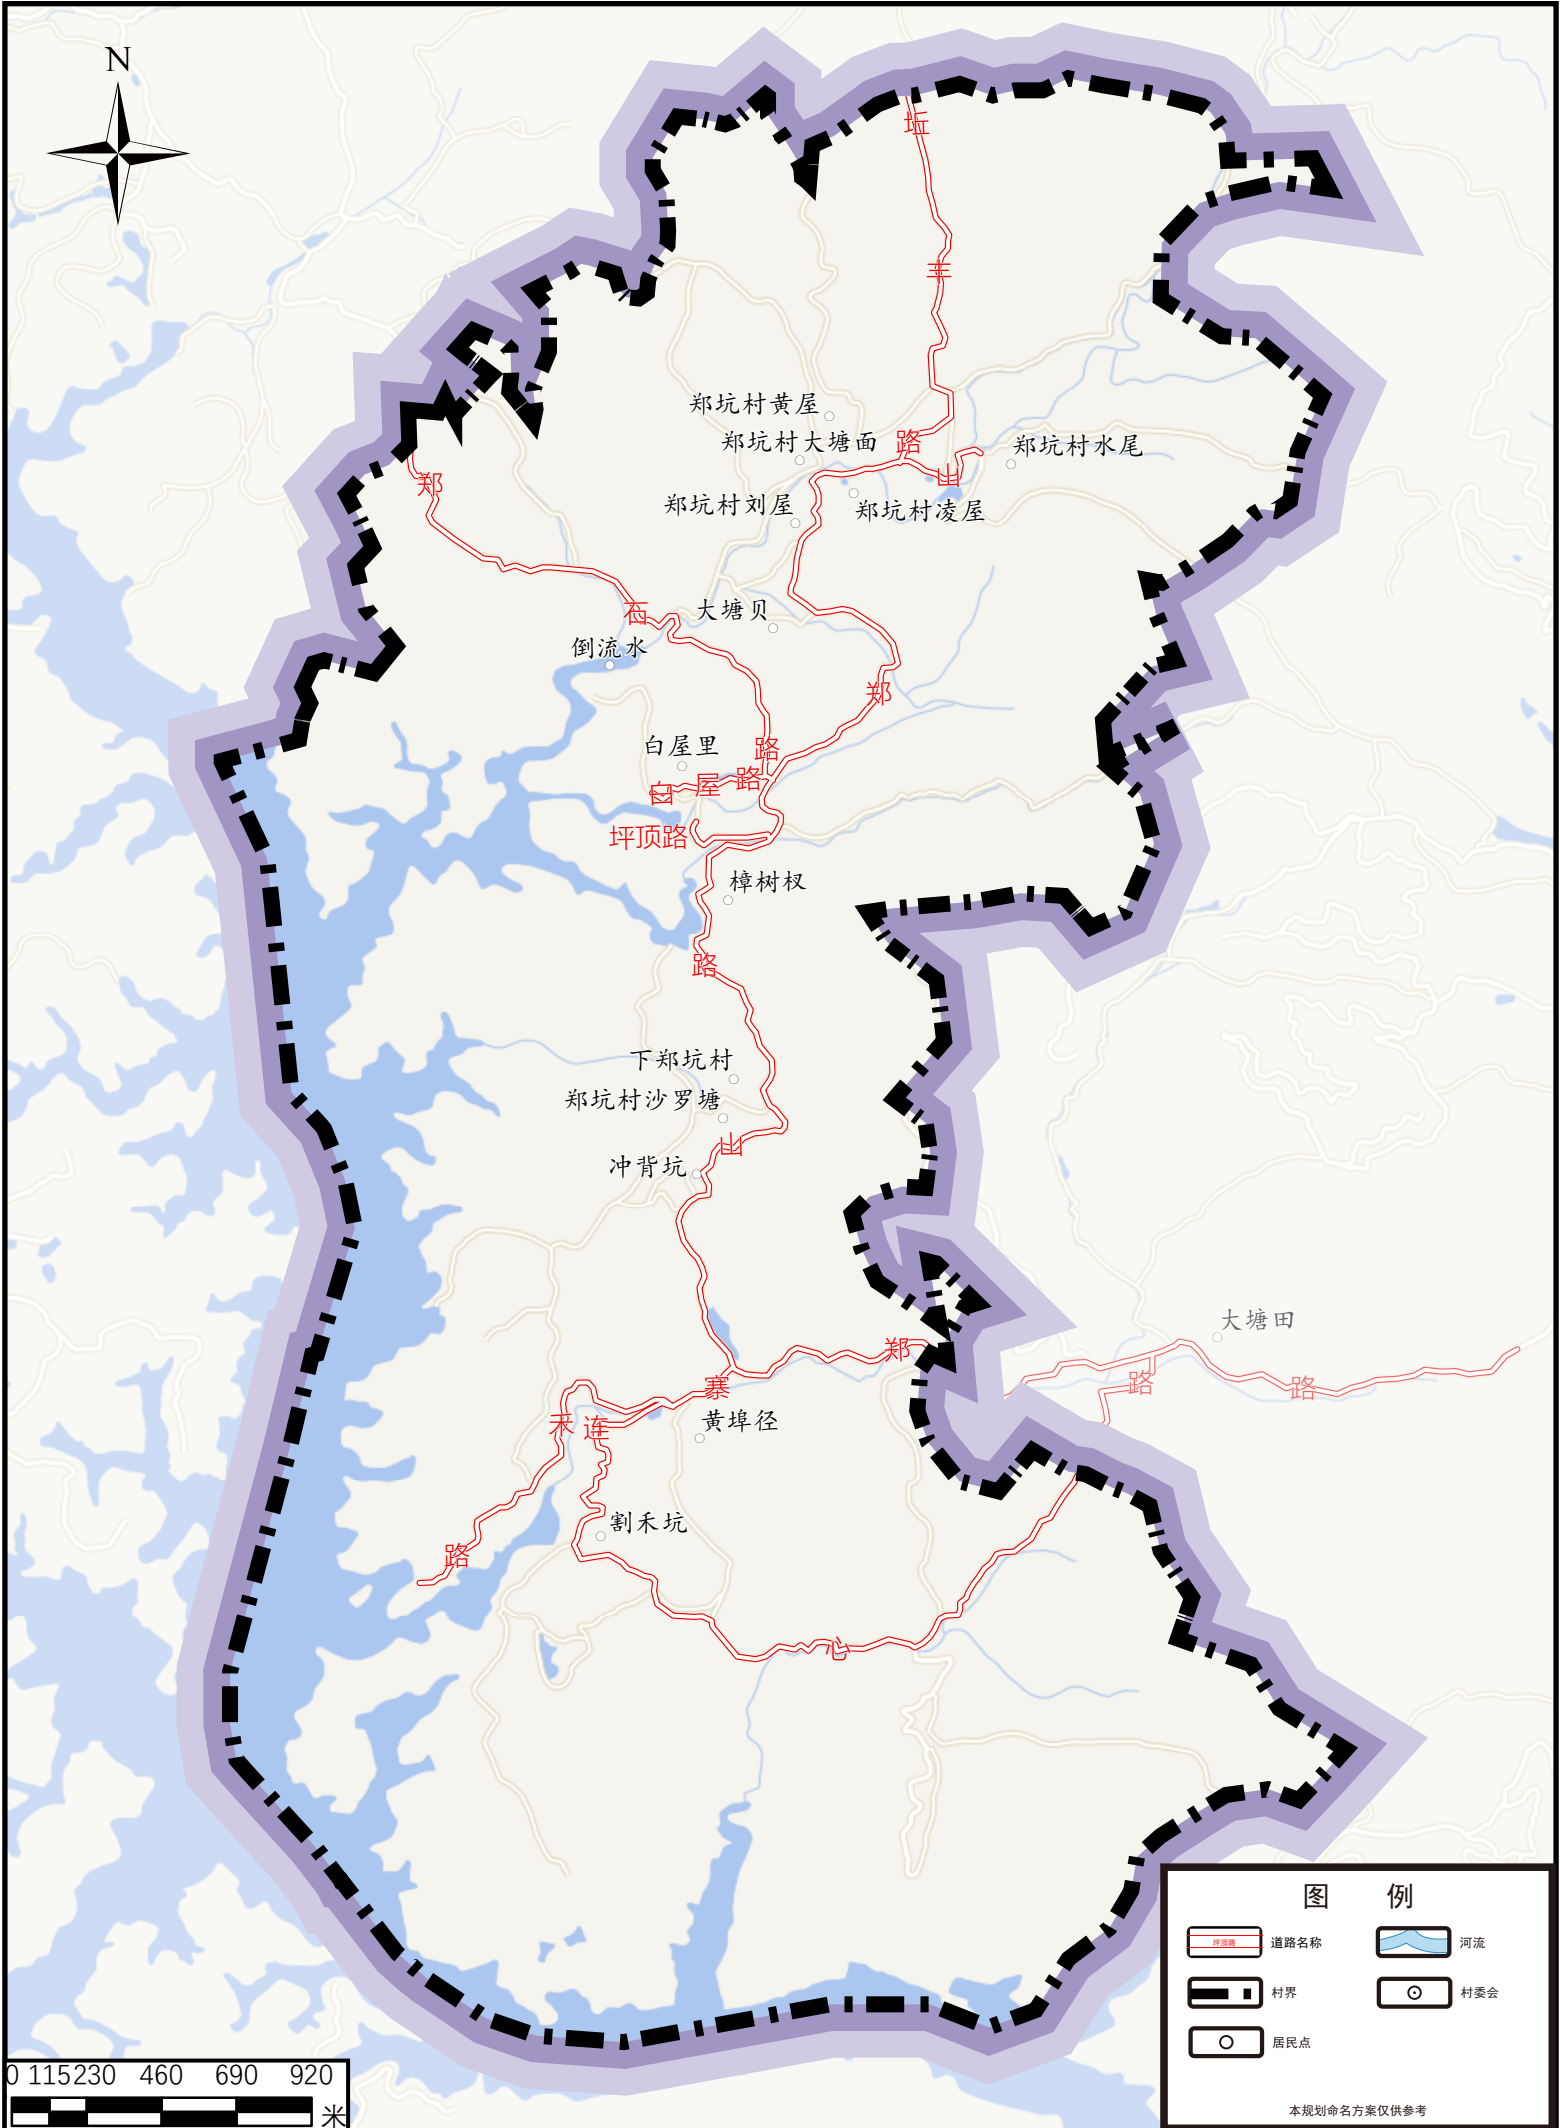 N
坵
丰
郑坑村黄屋
郑坑村大塘面
路
郑坑村水尾
山
郑
郑坑村刘屋
郑坑村凌屋
石
大塘贝
倒流水
郑
白屋里
路
白
屋
路
坪顶路
樟树杈
路
下郑坑村
郑坑村沙罗塘
山
冲背坑
大塘田
郑
路
路
寨
禾
连
黄埠径
割禾坑
路
心
图 例
坪顶路
道路名称
河流
村界
村委会
居民点
本规划命名方案仅供参考
0 115 230 460 690 920
米